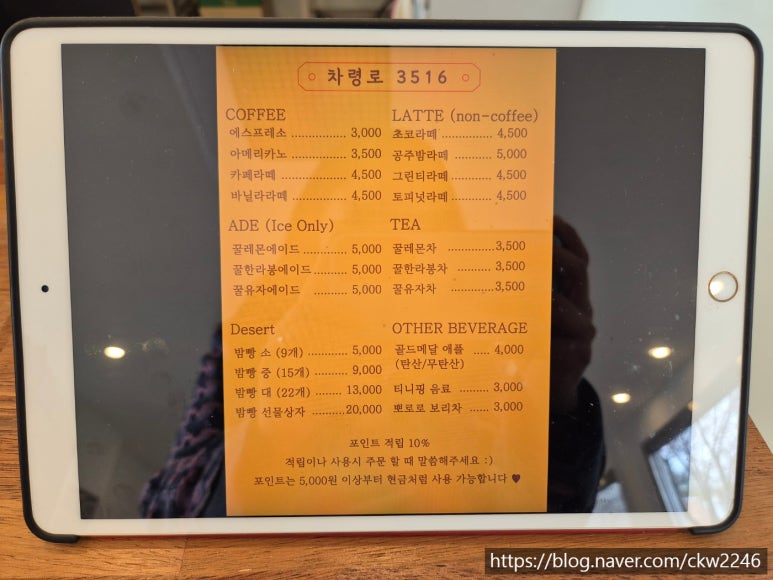 차령로 3516
COFFEE
에스프레소 ................ 3,000
아메리카노 ................ 3,500
카페라떼 ................... 4,500
바닐라라떼 ................ 4,500
LATTE (non-coffee)
초코라떼 ................ 4,500
공주밤라떼 ............. 5,000
그린티라떼 ............. 4,500
토피넛라떼 ............. 4,500
ADE (Ice Only)
꿀레몬에이드 ............. 5,000
꿀한라봉에이드 .......... 5,000
꿀유자에이드 .......... 5,000
TEA
꿀레몬차 ..............3,500
꿀한라봉차 .............3,500
꿀유자차 .............3,500
Desert
밤빵 소 (9개) ............ 5,000
밤빵 중 (15개) ........... 9,000
밤빵 대 (22개) ......... 13,000
밤빵 선물상자 .........20,000
OTHER BEVERAGE
골드메달 애플 ..... 4,000
(탄산/무탄산)
티니핑 음료 .......... 3,000
뽀로로 보리차 ...... 3,000
포인트 적립 10%
적립이나 사용시 주문 할 때 말씀해주세요 :)
포인트는 5,000원 이상부터 현금처럼 사용 가능합니다 ♥
https://blog.naver.com/ckw2246